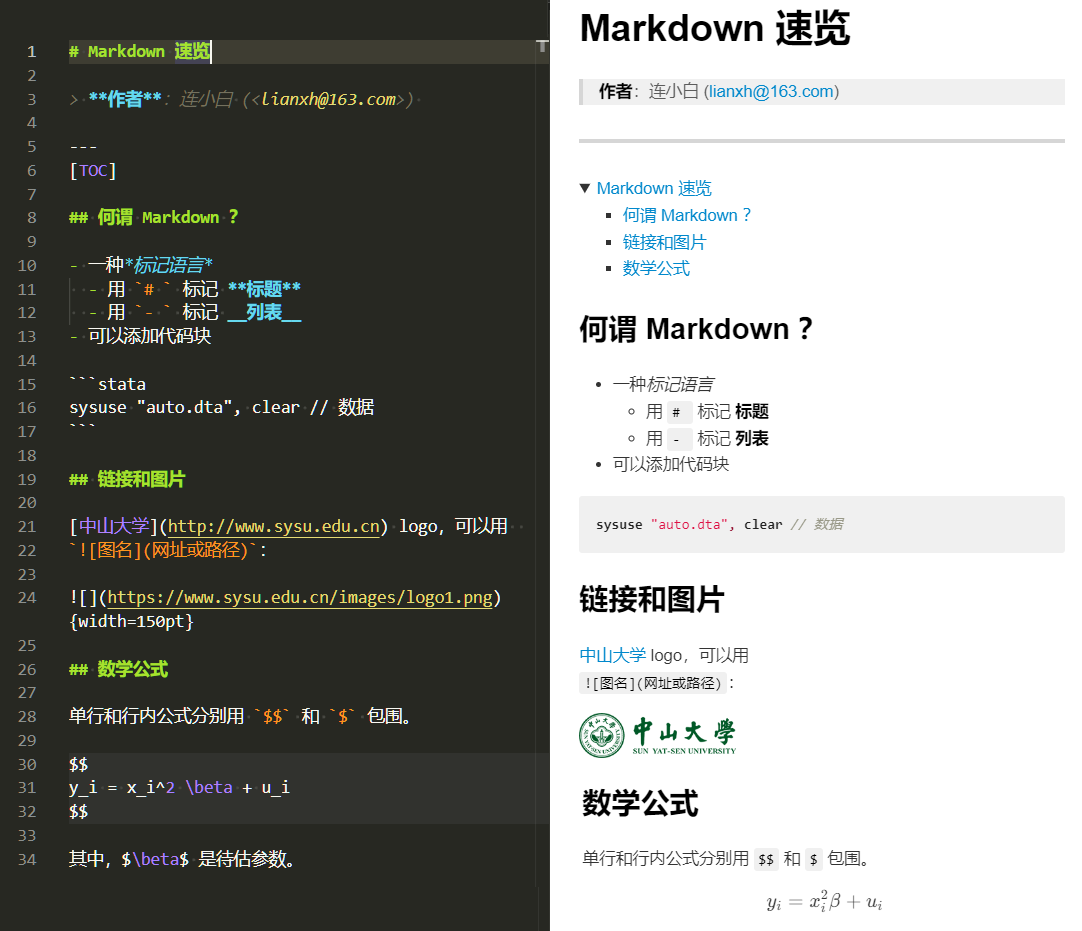 1 # Markdown 速览
2
3 > **作者**：连小白 (<lianxh@163.com>)
4
5 ---
6 [TOC]
7
8 ## 何谓 Markdown ？
9
10 - 一种*标记语言*
11 - 用 `# ` 标记 **标题**
12 - 用 `- ` 标记 __列表__
13 - 可以添加代码块
14
15 ```stata
16 sysuse "auto.dta", clear // 数据
17 ```
18
19 ## 链接和图片
20
21 [中山大学](http://www.sysu.edu.cn) logo，可以用
22 `![图名](网址或路径)`：
23
24 ![](https://www.sysu.edu.cn/images/logo1.png)
{width=150pt}
25
26 ## 数学公式
27
28 单行和行内公式分别用 `$$` 和 `$` 包围。
29
30 $$
31 y_i = x_i^2 \beta + u_i
32 $$
33
34 其中，$\beta$ 是待估参数。
Markdown 速览
作者：连小白 (lianxh@163.com)
▼ Markdown 速览
▪ 何谓 Markdown ？
▪ 链接和图片
▪ 数学公式
何谓 Markdown ？
• 一种标记语言
◦ 用 # 标记 标题
◦ 用 - 标记 列表
• 可以添加代码块
sysuse "auto.dta", clear // 数据
链接和图片
中山大学 logo，可以用
![图名](网址或路径)：
中山大学
SUN YAT-SEN UNIVERSITY
数学公式
单行和行内公式分别用 $$ 和 $ 包围。
yᵢ = xᵢ²β + uᵢ